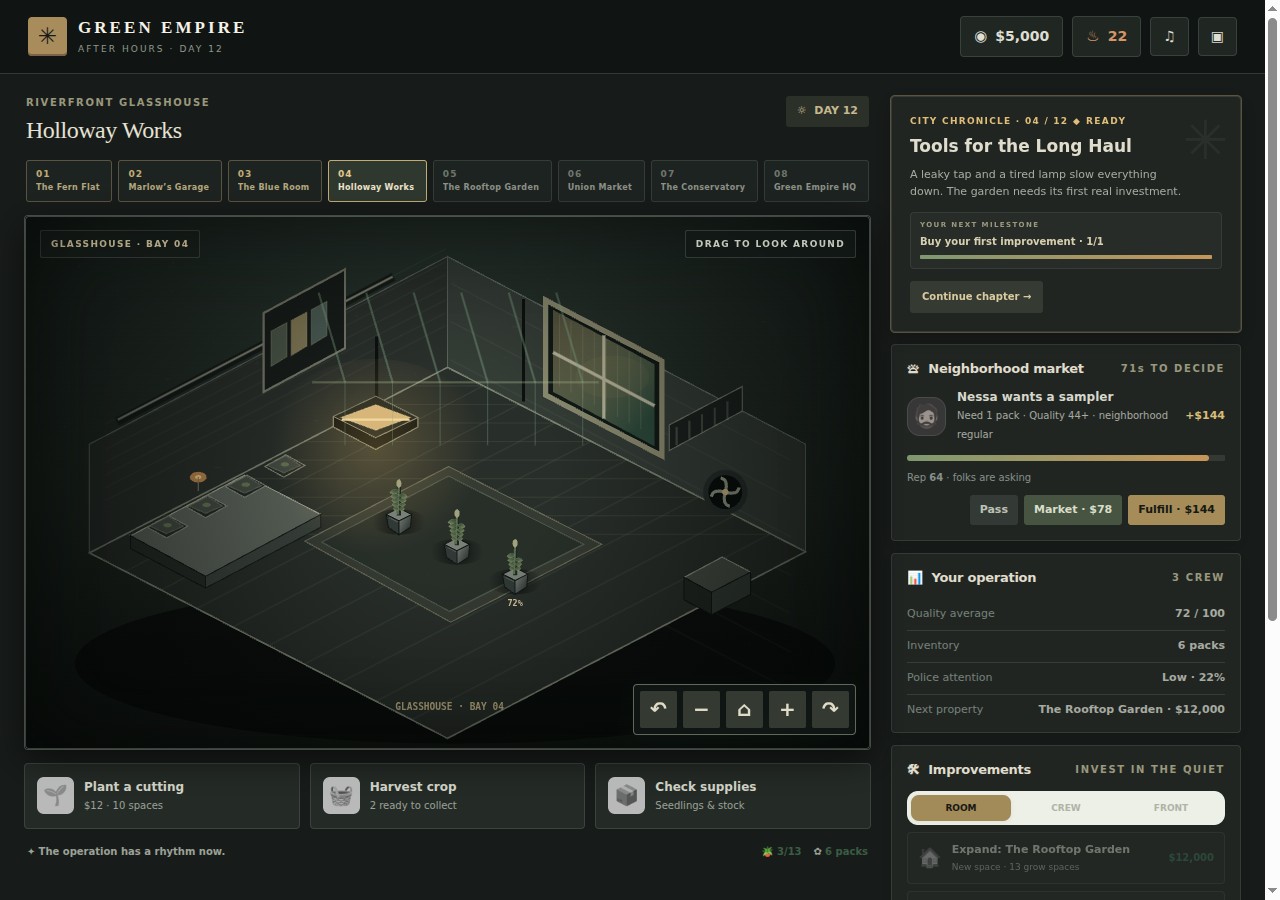 GREEN EMPIRE
AFTER HOURS · DAY 12
$5,000
22
RIVERFRONT GLASSHOUSE
Holloway Works
DAY 12
01
The Fern Flat
02
Marlow's Garage
03
The Blue Room
04
Holloway Works
05
The Rooftop Garden
06
Union Market
07
The Conservatory
08
Green Empire HQ
GLASSHOUSE · BAY 04
DRAG TO LOOK AROUND
72%
GLASSHOUSE · BAY 04
Plant a cutting
$12 · 10 spaces
Harvest crop
2 ready to collect
Check supplies
Seedlings & stock
✦ The operation has a rhythm now.
3/13
6 packs
CITY CHRONICLE · 04 / 12 ◆ READY
Tools for the Long Haul
A leaky tap and a tired lamp slow everything
down. The garden needs its first real investment.
YOUR NEXT MILESTONE
Buy your first improvement · 1/1
Continue chapter →
Neighborhood market
71s TO DECIDE
Nessa wants a sampler
Need 1 pack · Quality 44+ · neighborhood
regular
+$144
Rep 64 · folks are asking
Pass
Market · $78
Fulfill · $144
Your operation
3 CREW
Quality average
72 / 100
Inventory
6 packs
Police attention
Low · 22%
Next property
The Rooftop Garden · $12,000
Improvements
INVEST IN THE QUIET
ROOM
CREW
FRONT
Expand: The Rooftop Garden
New space · 13 grow spaces
$12,000